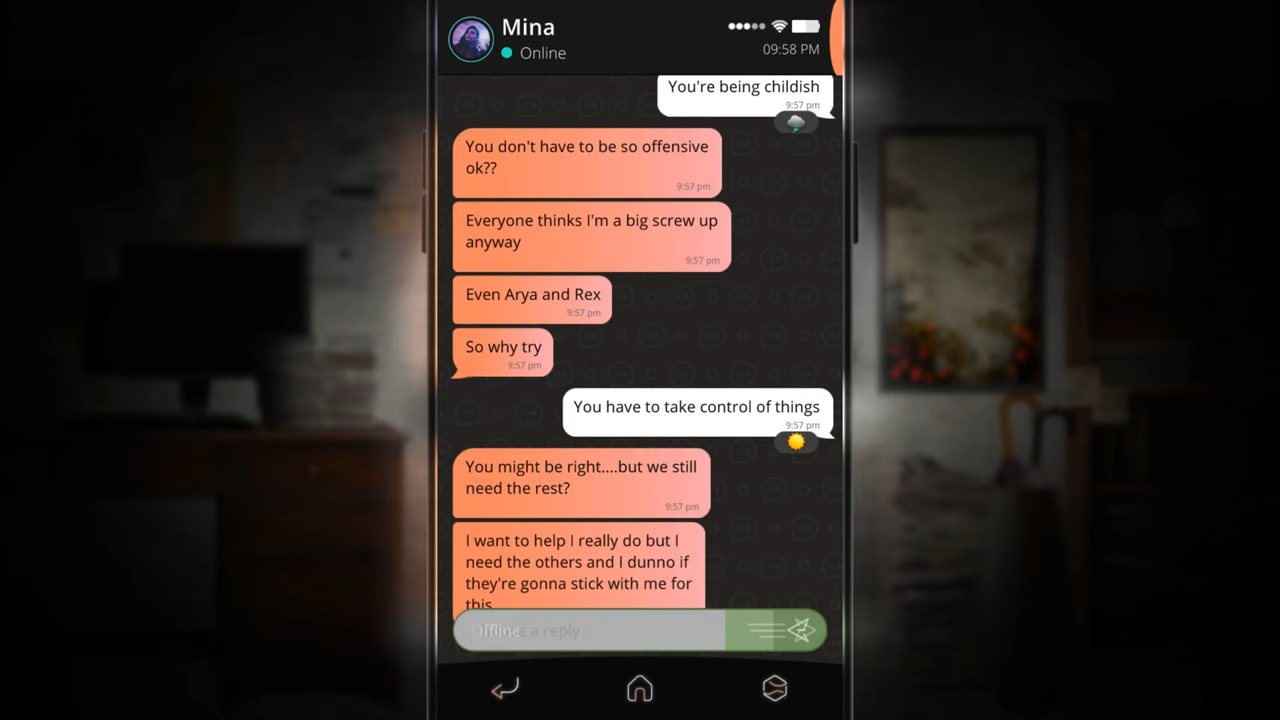 Mina
Online
09:58 PM
You're being childish
9:57 pm
You don't have to be so offensive
ok??
9:57 pm
Everyone thinks I'm a big screw up
anyway
9:57 pm
Even Arya and Rex
9:57 pm
So why try
9:57 pm
You have to take control of things
9:57 pm
You might be right....but we still
need the rest?
9:57 pm
I want to help I really do but I
need the others and I dunno if
they're gonna stick with me for
this
Offline a reply